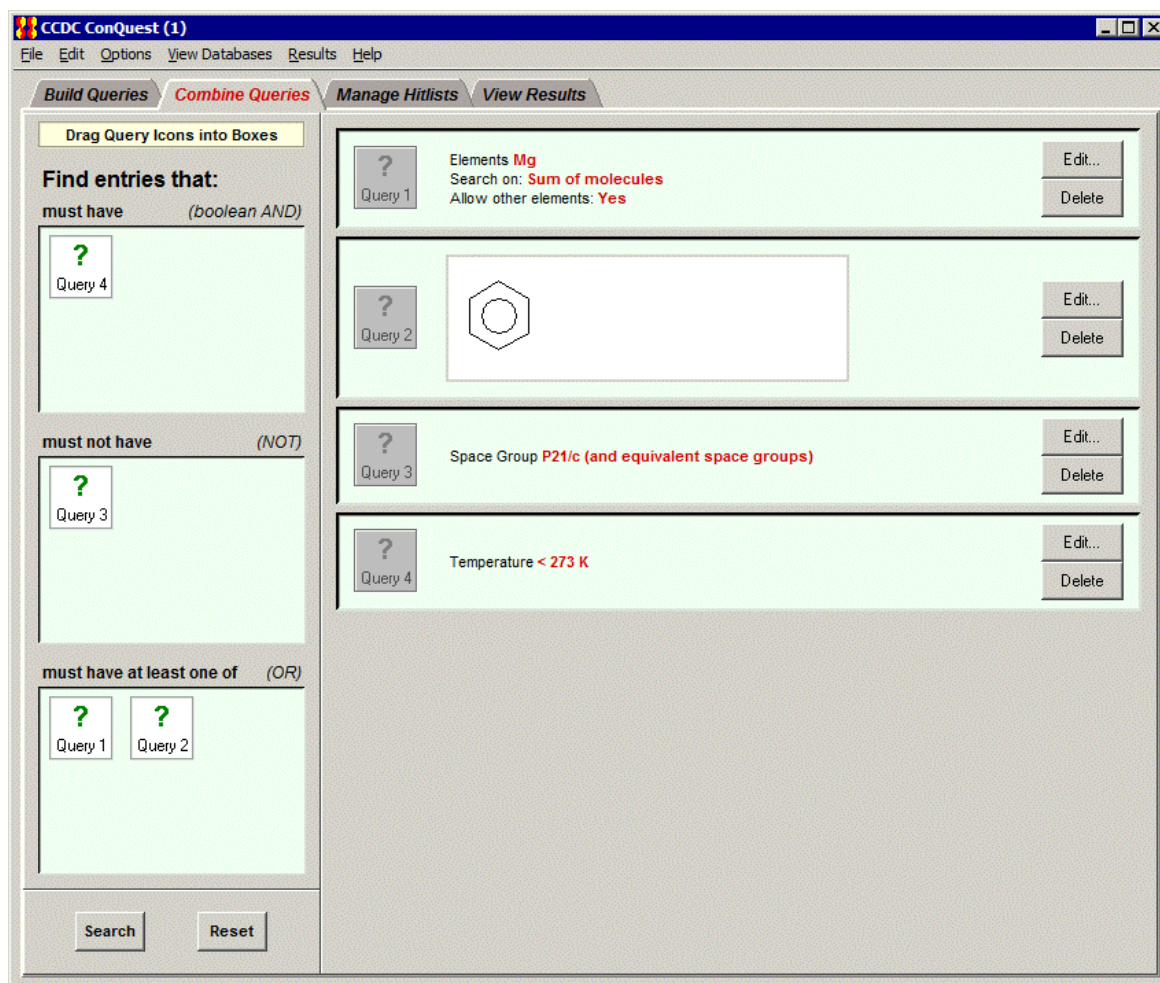 CCDC ConQuest (1)
File Edit Options View Databases Results Help
Build Queries Combine Queries Manage Hitlists View Results
Drag Query Icons into Boxes
Find entries that:
must have (boolean AND)
?
Query 4
must not have (NOT)
?
Query 3
must have at least one of (OR)
? ?
Query 1 Query 2
Search Reset
?
Query 1
Elements Mg
Search on: Sum of molecules
Allow other elements: Yes
Edit...
Delete
?
Query 2
Edit...
Delete
?
Query 3
Space Group P21/c (and equivalent space groups)
Edit...
Delete
?
Query 4
Temperature < 273 K
Edit...
Delete